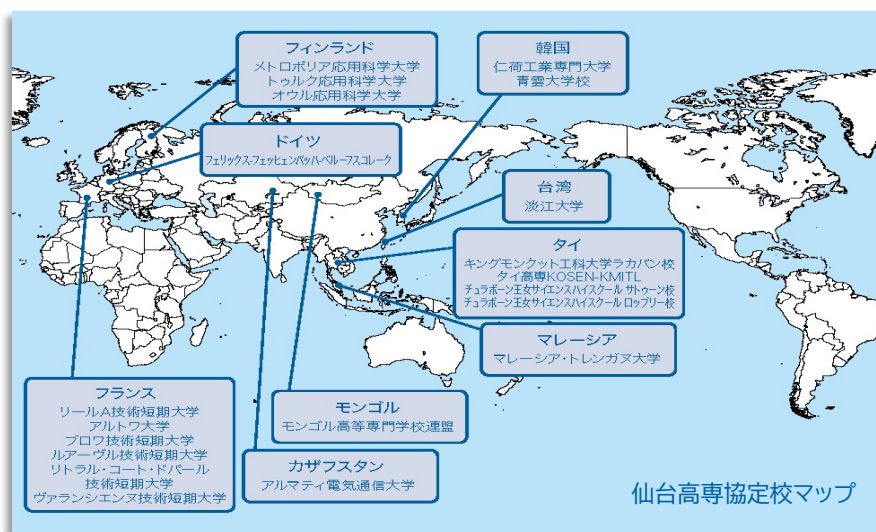 フィンランド
メトロポリア応用科学大学
トゥルク応用科学大学
オウル応用科学大学
韓国
仁荷工業専門大学
青雲大学校
ドイツ
フェリックス-フェッヒェンバッハ-ベルーフスコレーク
台湾
淡江大学
タイ
キングモンクット工科大学ラカバン校
タイ高専KOSEN-KMITL
チュラポーン王女サイエンスハイスクール サトゥーン校
チュラポーン王女サイエンスハイスクール ロッブリー校
マレーシア
マレーシア・トレンガヌ大学
フランス
リールA技術短期大学
アルトワ大学
ブロワ技術短期大学
ルアーヴル技術短期大学
リトラル・コート・ドパール
技術短期大学
ヴァランシエンヌ技術短期大学
モンゴル
モンゴル高等専門学校連盟
カザフスタン
アルマティ電気通信大学
仙台高専協定校マップ